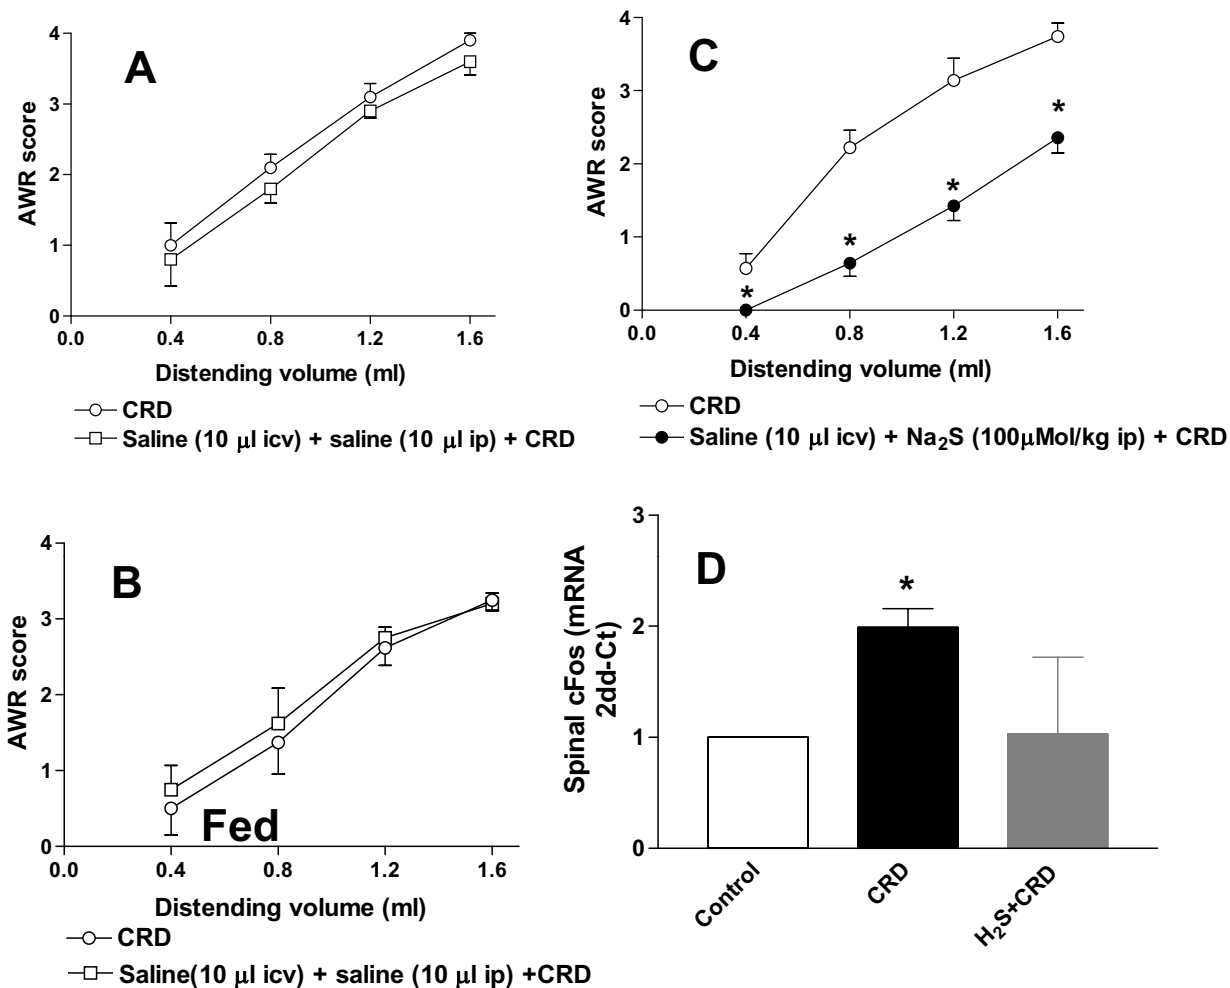 A
AWR score
4
3
2
1
0
0.0 0.4 0.8 1.2 1.6
Distending volume (ml)
CRD
Saline (10 μl icv) + saline (10 μl ip) + CRD
C
AWR score
4
3
2
1
0
* * * *
0.0 0.4 0.8 1.2 1.6
Distending volume (ml)
CRD
Saline (10 μl icv) + Na₂S (100μMol/kg ip) + CRD
B
AWR score
4
3
2
1
0
Fed
0.0 0.4 0.8 1.2 1.6
Distending volume (ml)
CRD
Saline(10 μl icv) + saline (10 μl ip) +CRD
D
Spinal cFos (mRNA
2dd-Ct)
3
2
1
0
*
Control
CRD
H₂S+CRD